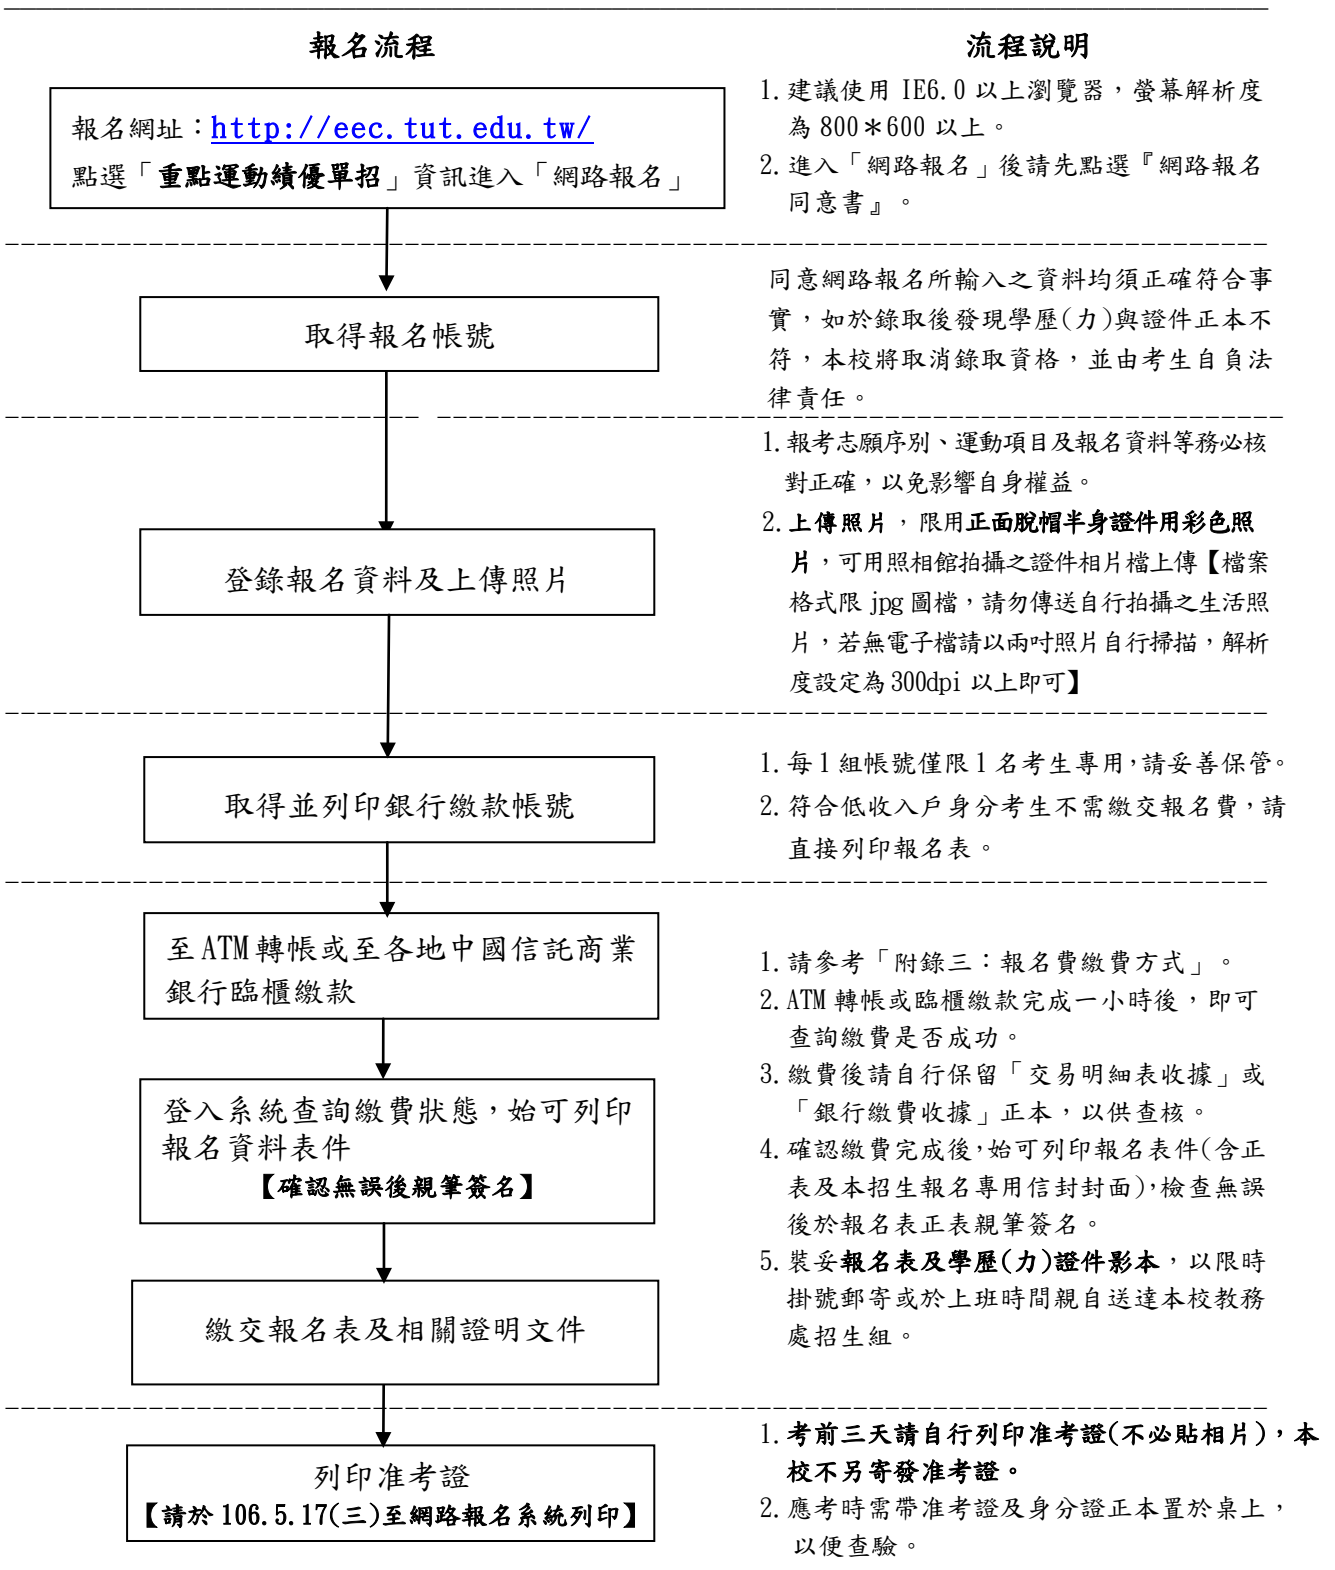 報名流程
流程說明
報名網址：http://eec.tut.edu.tw/
點選「重點運動績優單招」資訊進入「網路報名」
1.建議使用 IE6.0 以上瀏覽器，螢幕解析度
為 800＊600 以上。
2.進入「網路報名」後請先點選『網路報名
同意書』。
取得報名帳號
同意網路報名所輸入之資料均須正確符合事
實，如於錄取後發現學歷(力)與證件正本不
符，本校將取消錄取資格，並由考生自負法
律責任。
登錄報名資料及上傳照片
1.報考志願序別、運動項目及報名資料等務必核
對正確，以免影響自身權益。
2.上傳照片，限用正面脫帽半身證件用彩色照
片，可用照相館拍攝之證件相片檔上傳【檔案
格式限 jpg 圖檔，請勿傳送自行拍攝之生活照
片，若無電子檔請以兩吋照片自行掃描，解析
度設定為 300dpi 以上即可】
取得並列印銀行繳款帳號
1.每 1 組帳號僅限 1 名考生專用，請妥善保管。
2.符合低收入戶身分考生不需繳交報名費，請
直接列印報名表。
至 ATM 轉帳或至各地中國信託商業
銀行臨櫃繳款
登入系統查詢繳費狀態，始可列印
報名資料表件
【確認無誤後親筆簽名】
繳交報名表及相關證明文件
1.請參考「附錄三：報名費繳費方式」。
2.ATM 轉帳或臨櫃繳款完成一小時後，即可
查詢繳費是否成功。
3.繳費後請自行保留「交易明細表收據」或
「銀行繳費收據」正本，以供查核。
4.確認繳費完成後，始可列印報名表件(含正
表及本招生報名專用信封封面)，檢查無誤
後於報名表正表親筆簽名。
5.裝妥報名表及學歷(力)證件影本，以限時
掛號郵寄或於上班時間親自送達本校教務
處招生組。
列印准考證
【請於 106.5.17(三)至網路報名系統列印】
1.考前三天請自行列印准考證(不必貼相片)，本
校不另寄發准考證。
2.應考時需帶准考證及身分證正本置於桌上，
以便查驗。